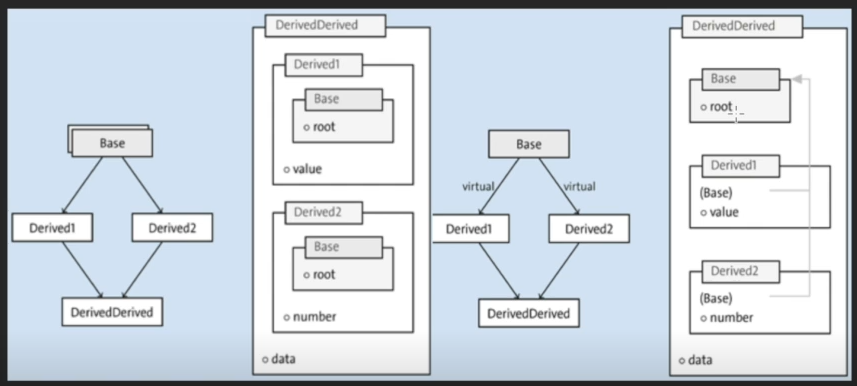 Base
Derived1
Derived2
DerivedDerived
DerivedDerived
Derived1
Base
root
value
Derived2
Base
root
number
data
Base
virtual
virtual
Derived1
Derived2
DerivedDerived
DerivedDerived
Base
root
Derived1
(Base)
value
Derived2
(Base)
number
data